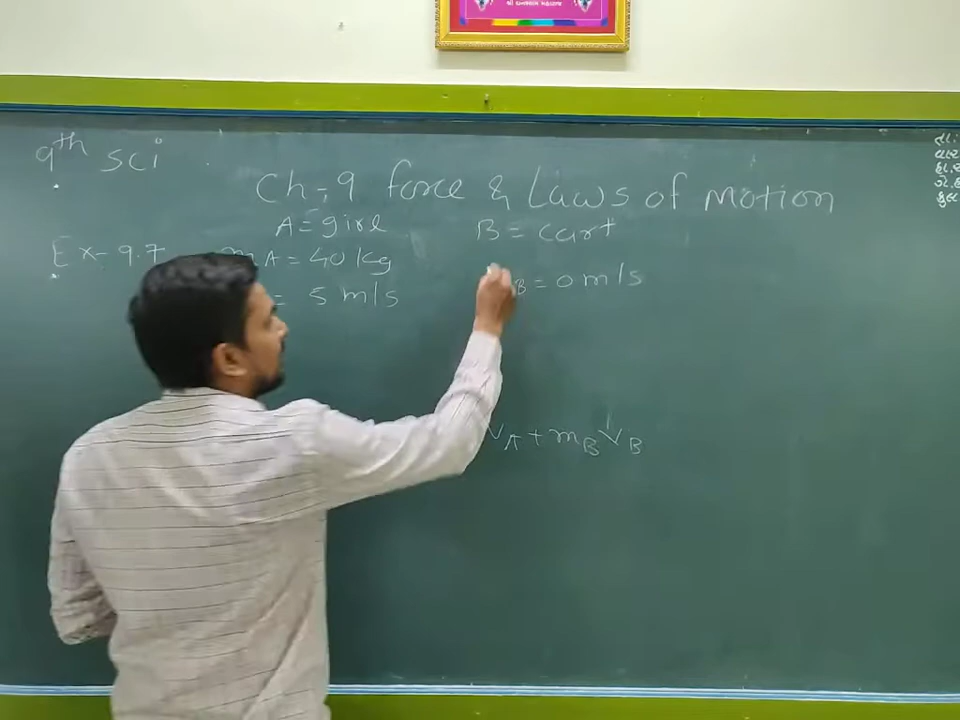 9th Sci
Ch-9 Force & Laws of Motion
A = girl
B = cart
Ex-9.7
A = 40 kg
= 5 m/s
B = 0 m/s
VA + mB VB